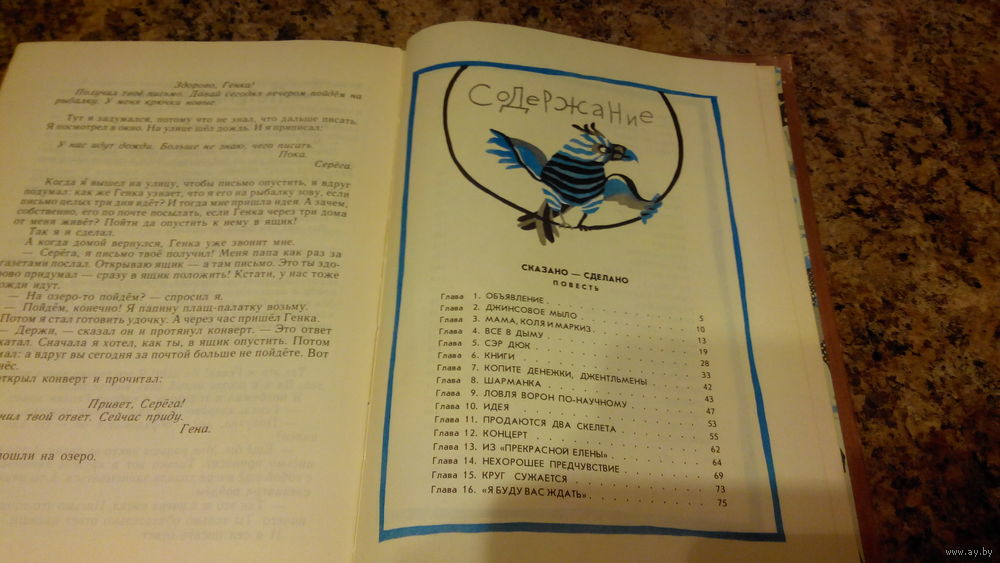 Здорово, Генка!
Получил твоё письмо. Давай сегодня вечером пойдём на
рыбалку. У меня крючки новые.
Тут я задумался, потому что не знал, что дальше писать.
Я посмотрел в окно. На улице шёл дождь. И я приписал:
У нас идут дожди. Больше не знаю, чего писать.
Пока.
Серёга.
Когда я вышел на улицу, чтобы письмо опустить, я вдруг
подумал: как же Генка узнает, что я его на рыбалку зову, если
письмо целых три дня идёт? И тогда мне пришла идея. А зачем,
собственно, его по почте посылать, если Генка через три дома
от меня живёт? Пойти да опустить к нему в ящик!
Так я и сделал.
А когда домой вернулся, Генка уже звонит мне.
— Серёга, я письмо твоё получил! Меня папа как раз за
газетами послал. Открываю ящик — а там письмо. Это ты здо-
рово придумал — сразу в ящик положить! Кстати, у нас тоже
ожди идут.
— На озеро-то пойдём? — спросил я.
— Пойдём, конечно! Я папину плащ-палатку возьму.
Потом я стал готовить удочку. А через час пришёл Генка.
— Держи, — сказал он и протянул конверт. — Это ответ
катал. Сначала я хотел, как ты, в ящик опустить. Потом
мал: а вдруг вы сегодня за почтой больше не пойдёте. Вот
нёс.
ткрыл конверт и прочитал:
Привет, Серёга!
чил твой ответ. Сейчас приду.
Гена.
ошли на озеро.
СОДеРЖАНие
СКАЗАНО — СДЕЛАНО
ПОВЕСТЬ
Глава 1. ОБЪЯВЛЕНИЕ
Глава 2. ДЖИНСОВОЕ МЫЛО . . . 5
Глава 3. МАМА, КОЛЯ И МАРКИЗ . . . 10
Глава 4. ВСЕ В ДЫМУ . . . 13
Глава 5. СЭР ДЮК . . . 19
Глава 6. КНИГИ . . . 28
Глава 7. КОПИТЕ ДЕНЕЖКИ, ДЖЕНТЛЬМЕНЫ . . . 33
Глава 8. ШАРМАНКА . . . 42
Глава 9. ЛОВЛЯ ВОРОН ПО-НАУЧНОМУ . . . 43
Глава 10. ИДЕЯ . . . 47
Глава 11. ПРОДАЮТСЯ ДВА СКЕЛЕТА . . . 53
Глава 12. КОНЦЕРТ . . . 55
Глава 13. ИЗ «ПРЕКРАСНОЙ ЕЛЕНЫ» . . . 62
Глава 14. НЕХОРОШЕЕ ПРЕДЧУВСТВИЕ . . . 64
Глава 15. КРУГ СУЖАЕТСЯ . . . 69
Глава 16. «Я БУДУ ВАС ЖДАТЬ» . . . 73
75
www.ay.by